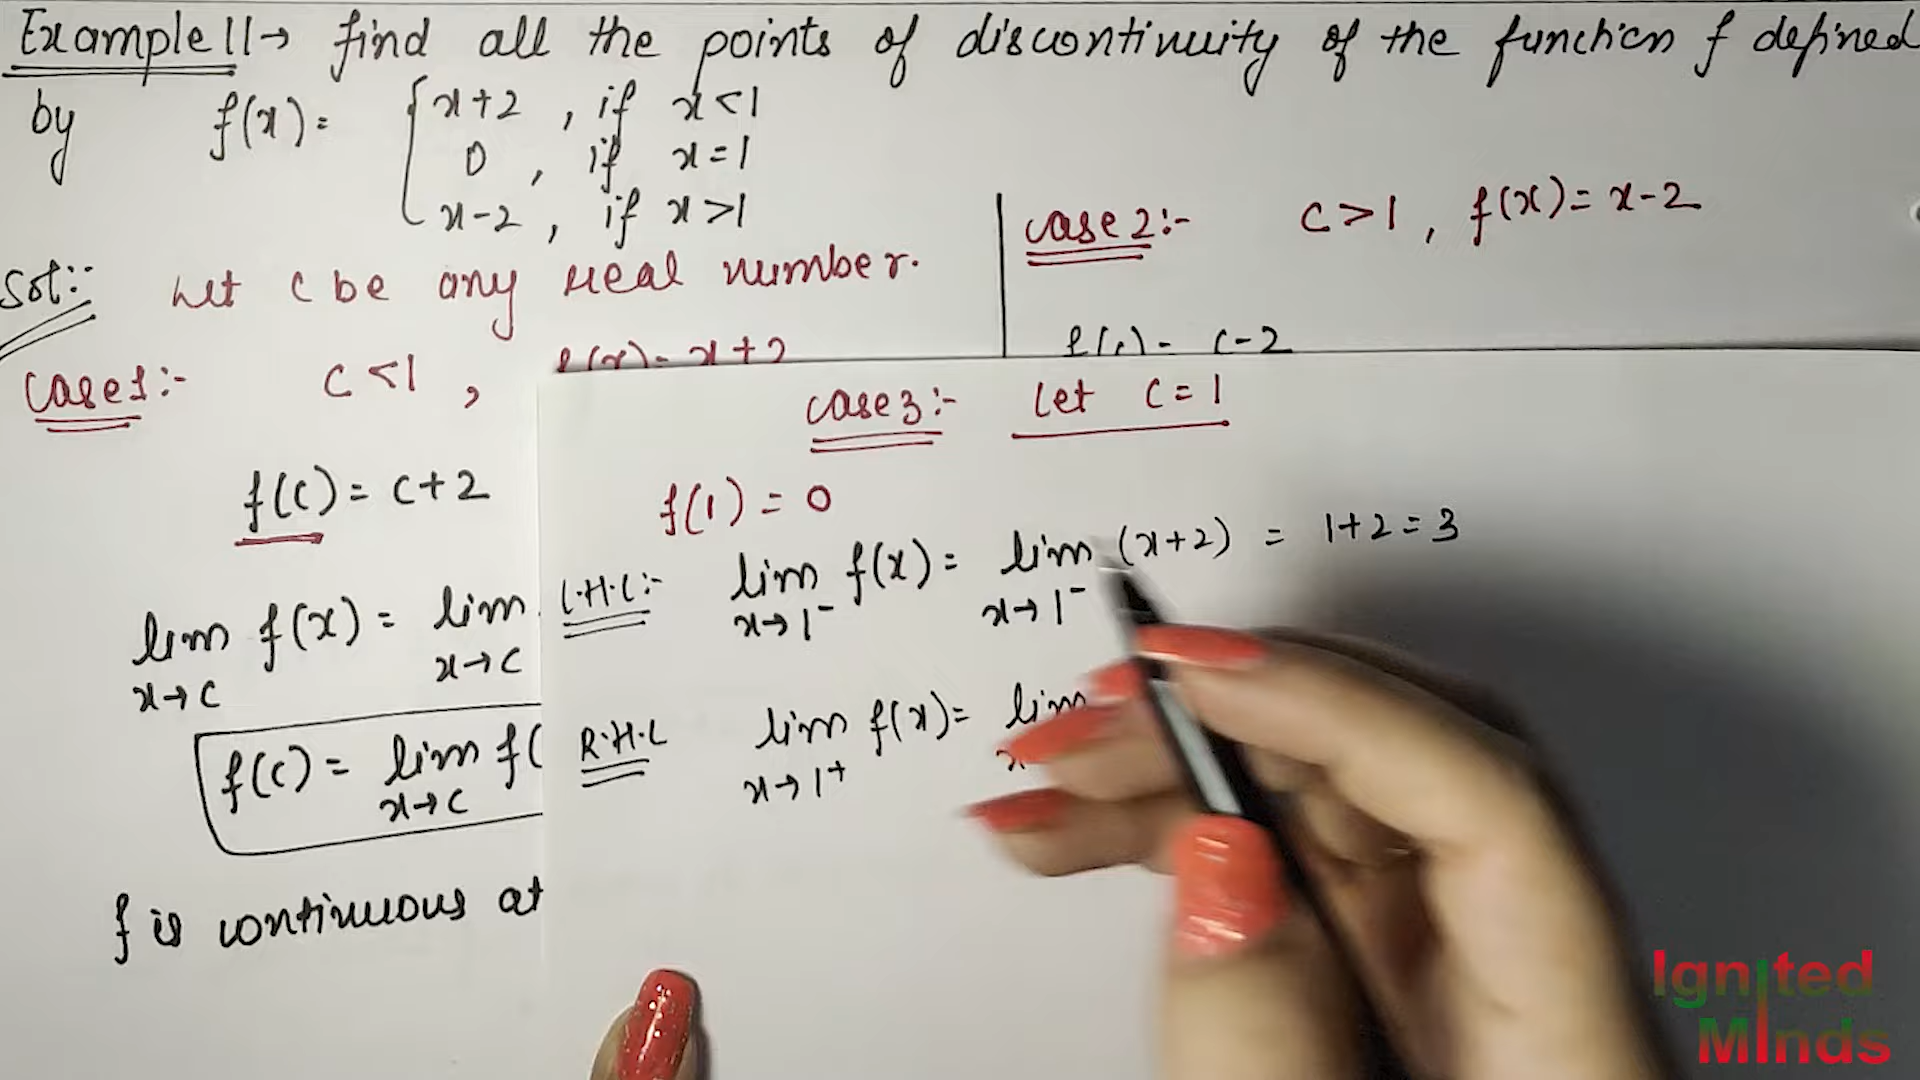 Example 11→ find all the points of discontinuity of the function f defined
by f(x) = { x+2 , if x<1
0 , if x=1
x-2 , if x>1
Sol:- Let c be any real number.
Case1:- c<1 , f(x)= x+2
f(c) = c+2
lim f(x) = lim
x→c x→c
f(c) = lim f(
x→c
f is continuous at
Case 2:- c>1 , f(x)= x-2
f(c)= c-2
Case 3:- Let c = 1
f(1) = 0
L.H.L:- lim f(x) = lim (x+2) = 1+2=3
x→1⁻ x→1⁻
R.H.L lim f(x) = lim
x→1+ x
Ignited
Minds